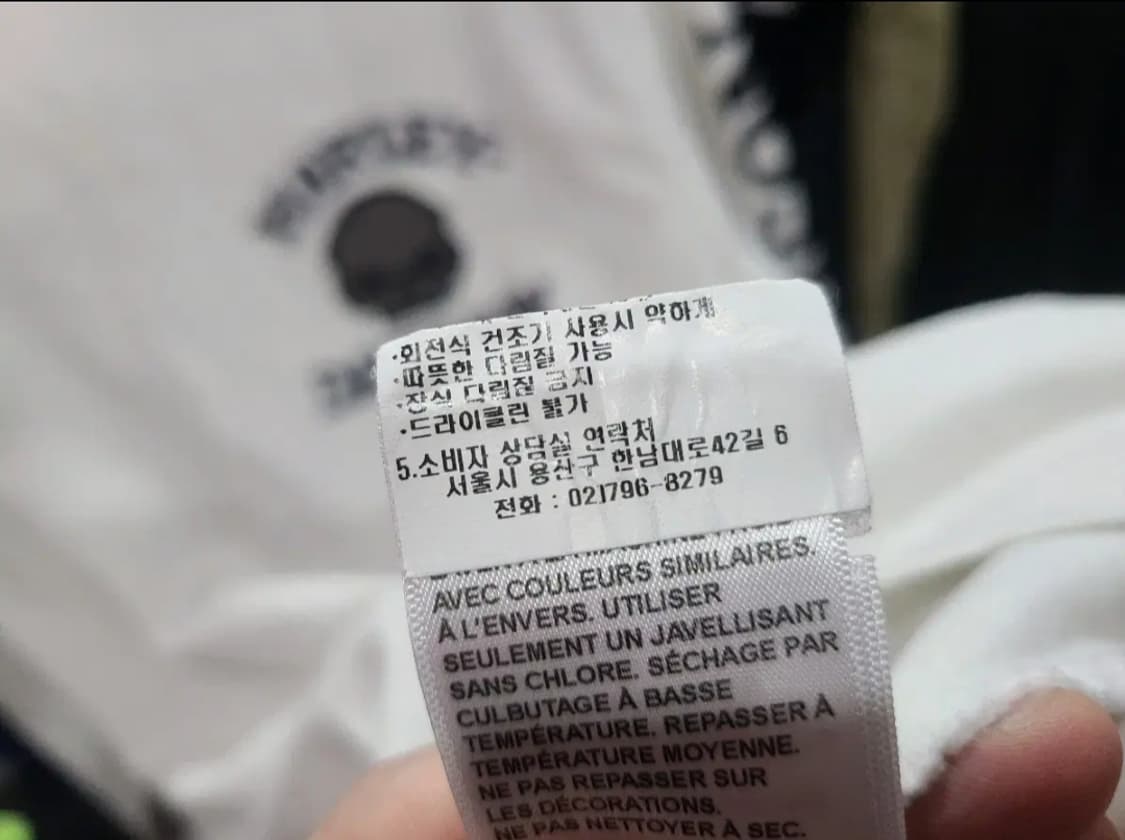 ·회전식 건조기 사용시 약하게
·따뜻한 다림질 가능
·장식 다림질 금지
·드라이클린 불가
5.소비자 상담실 연락처
서울시 용산구 한남대로42길 6
전화 : 02)796-8279
AVEC COULEURS SIMILAIRES.
À L'ENVERS. UTILISER
SEULEMENT UN JAVELLISANT
SANS CHLORE. SÉCHAGE PAR
CULBUTAGE À BASSE
TEMPÉRATURE. REPASSER À
TEMPÉRATURE MOYENNE.
NE PAS REPASSER SUR
LES DÉCORATIONS.
NE PAS NETTOYER À SEC.